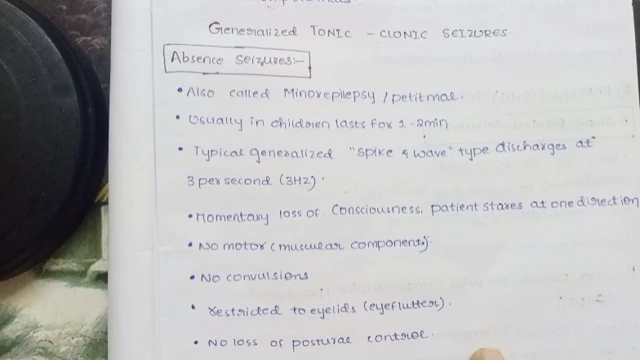 Generalized TONIC - CLONIC SEIZURES
Absence Seizures:-
• Also called Minorepilepsy / petitmal.
• Usually in children lasts for 1-2min
• Typical generalized "spike & wave" type discharges at
3 per second (3Hz).
• Momentary loss of Consciousness, patient stares at one direction
• No motor (muscular component).
• No convulsions
• restricted to eyelids (eyeflutter).
• No loss of postural control.